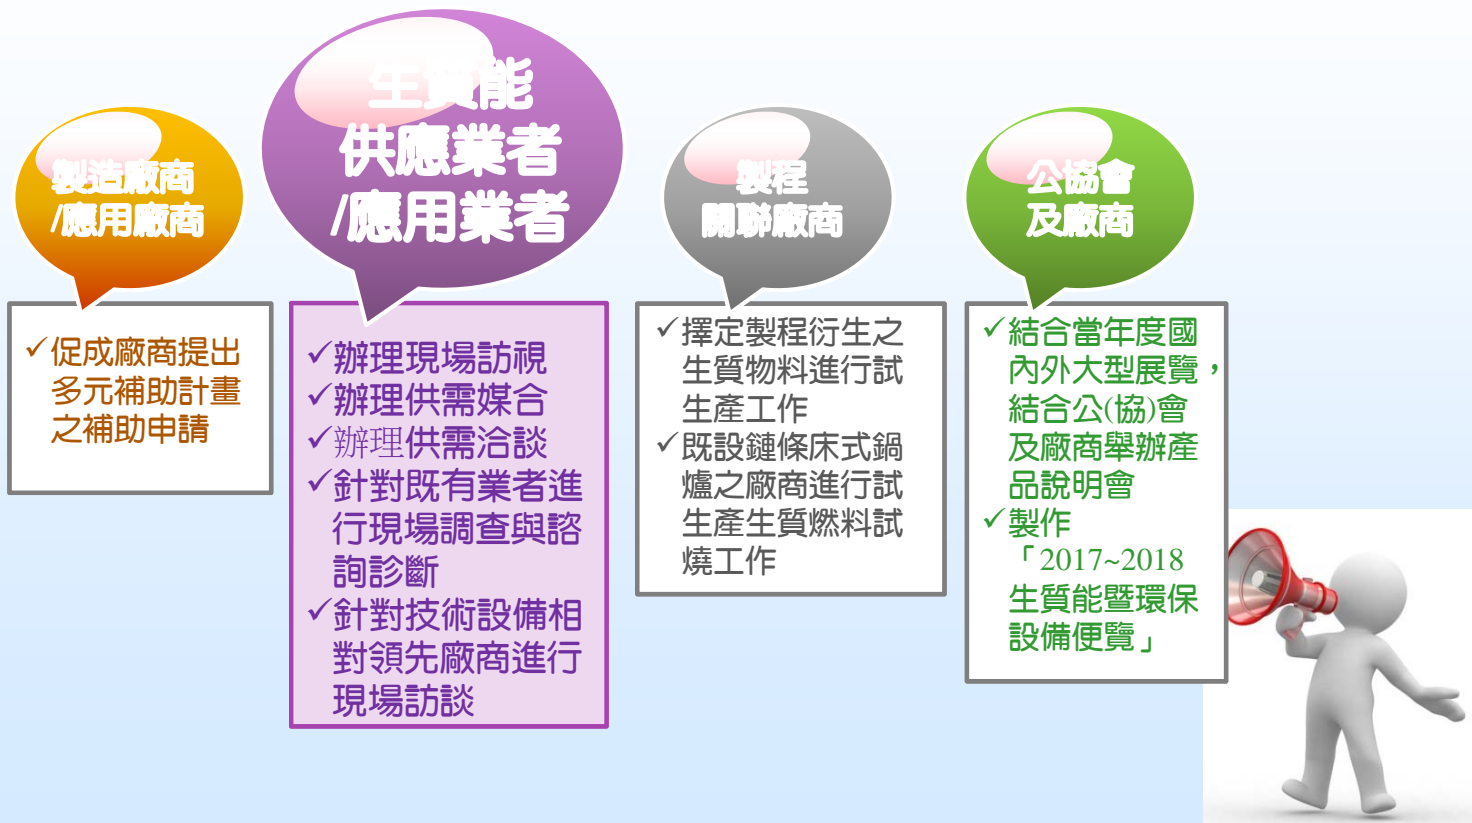 製造廠商
/應用廠商
✓促成廠商提出
多元補助計畫
之補助申請
生質能
供應業者
/應用業者
✓辦理現場訪視
✓辦理供需媒合
✓辦理供需洽談
✓針對既有業者進
行現場調查與諮
詢診斷
✓針對技術設備相
對領先廠商進行
現場訪談
製程
關聯廠商
✓擇定製程衍生之
生質物料進行試
生產工作
✓既設鏈條床式鍋
爐之廠商進行試
生產生質燃料試
燒工作
公協會
及廠商
✓結合當年度國
內外大型展覽，
結合公(協)會
及廠商舉辦產
品說明會
✓製作
「2017~2018
生質能暨環保
設備便覽」